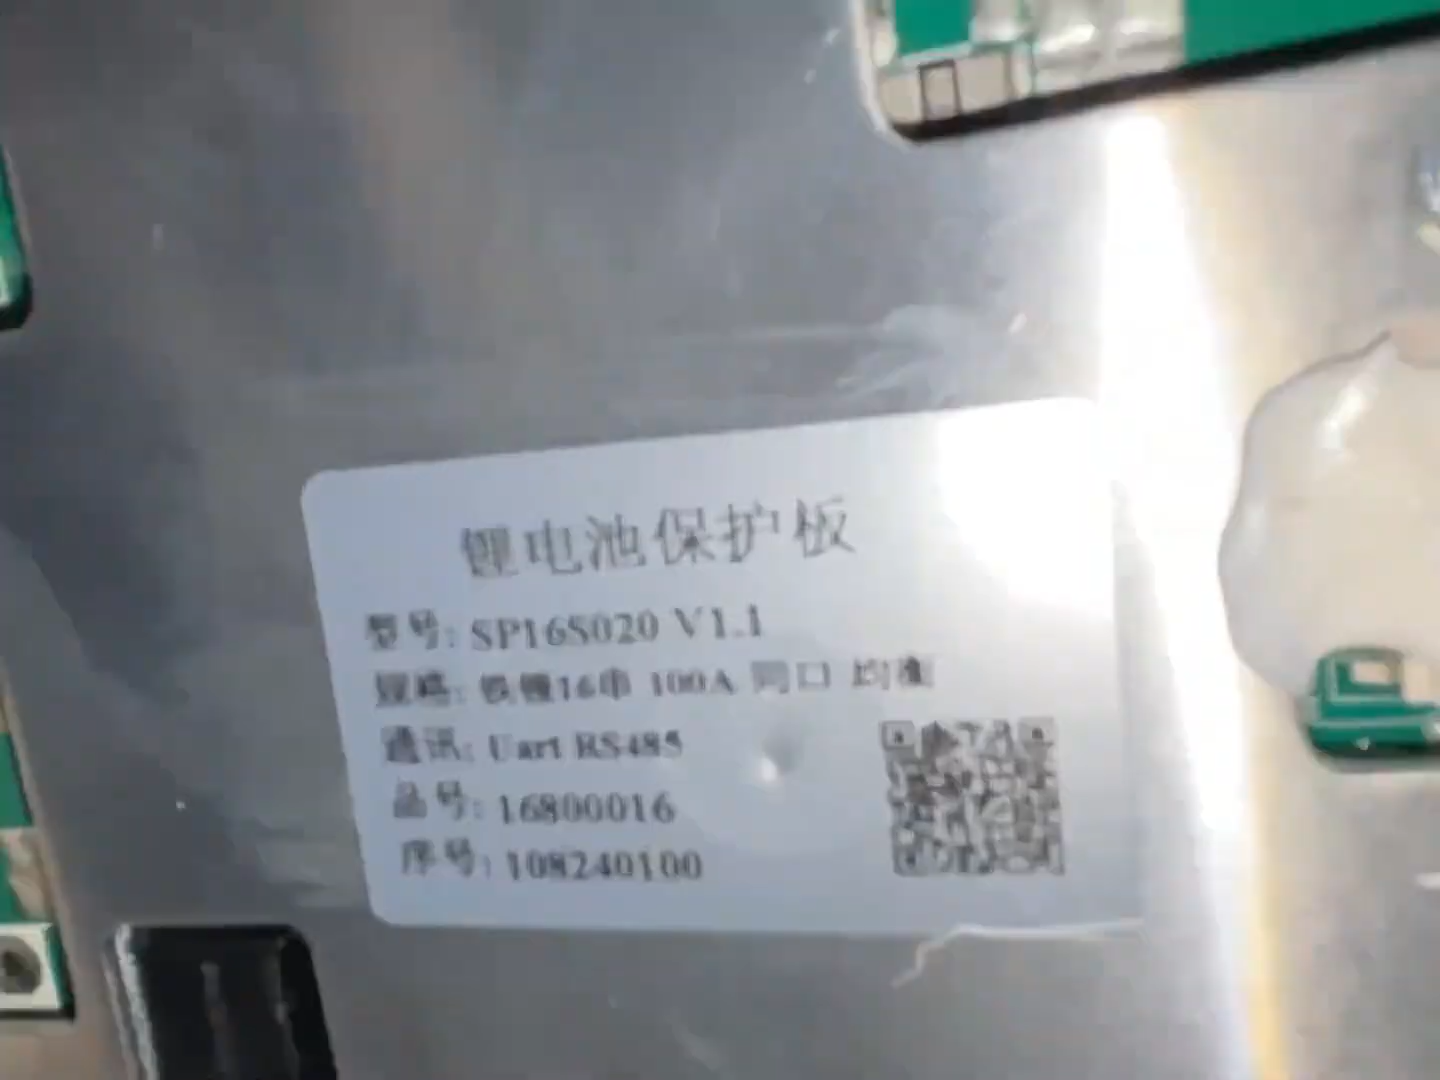 锂电池保护板
型号: SP16S020 V1.1
规格: 铁锂16串 100A 同口 均衡
通讯: Uart RS485
品号: 16800016
序号: 108240100